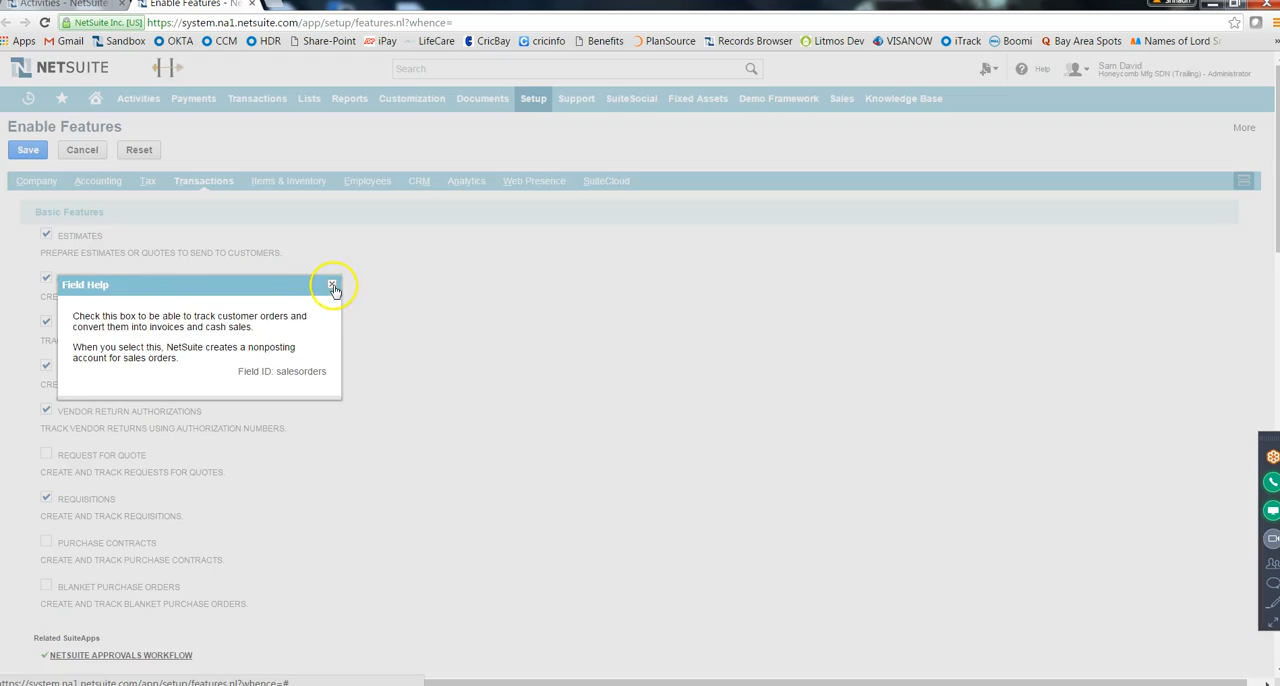 Activities - NetSuite
Enable Features - Ne
NetSuite Inc. [US] https://system.na1.netsuite.com/app/setup/features.nl?whence=
Apps Gmail Sandbox OKTA CCM HDR Share-Point iPay LifeCare CricBay cricinfo Benefits PlanSource Records Browser Litmos Dev VISANOW iTrack Boomi Bay Area Spots Names of Lord S
NETSUITE
Search
Help
Sam David
Honeycomb Mfg SDN (Trailing) - Administrator
Activities Payments Transactions Lists Reports Customization Documents Setup Support SuiteSocial Fixed Assets Demo Framework Sales Knowledge Base
Enable Features
More
Save Cancel Reset
Company Accounting Tax Transactions Items & Inventory Employees CRM Analytics Web Presence SuiteCloud
Basic Features
ESTIMATES
PREPARE ESTIMATES OR QUOTES TO SEND TO CUSTOMERS.
Field Help
CRE
Check this box to be able to track customer orders and
convert them into invoices and cash sales.
TRA
When you select this, NetSuite creates a nonposting
account for sales orders.
Field ID: salesorders
CRE
VENDOR RETURN AUTHORIZATIONS
TRACK VENDOR RETURNS USING AUTHORIZATION NUMBERS.
REQUEST FOR QUOTE
CREATE AND TRACK REQUESTS FOR QUOTES.
REQUISITIONS
CREATE AND TRACK REQUISITIONS.
PURCHASE CONTRACTS
CREATE AND TRACK PURCHASE CONTRACTS.
BLANKET PURCHASE ORDERS
CREATE AND TRACK BLANKET PURCHASE ORDERS.
Related SuiteApps
NETSUITE APPROVALS WORKFLOW
https://system.na1.netsuite.com/app/setup/features.nl?whence=#